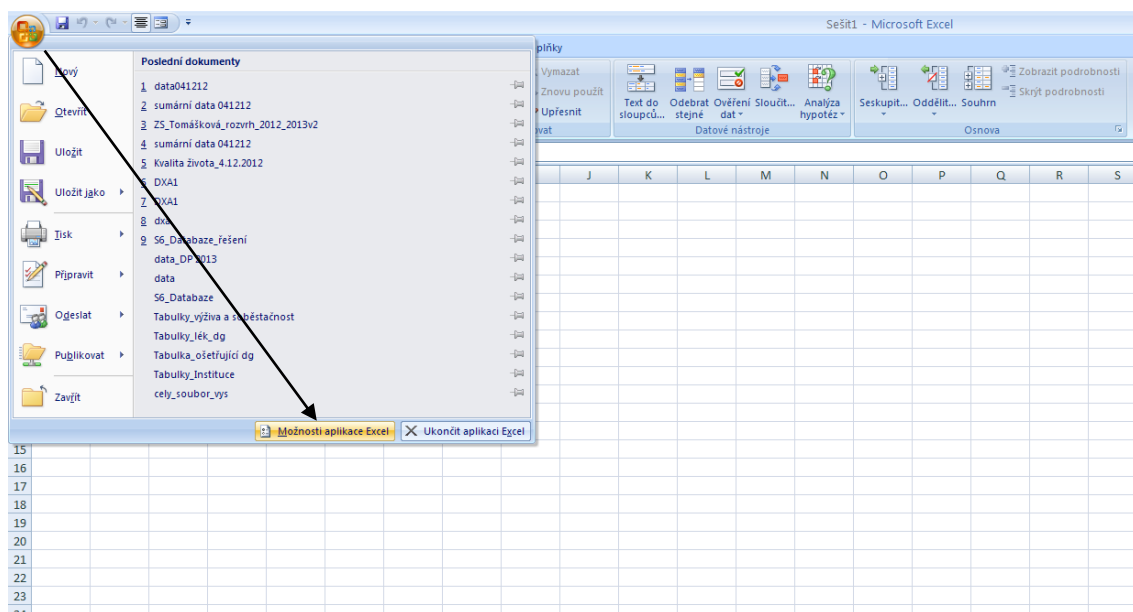 Sešit1 - Microsoft Excel
plňky
Nový
Otevřít
Uložit
Uložit jako
Tisk
Připravit
Odeslat
Publikovat
Zavřít
Poslední dokumenty
1 data041212
2 sumární data 041212
3 ZS_Tomášková_rozvrh_2012_2013v2
4 sumární data 041212
5 Kvalita života_4.12.2012
6 DXA1
7 DXA1
8 dxa
9 S6_Databaze_řešení
data_DP 2013
data
S6_Databaze
Tabulky_výživa a soběstačnost
Tabulky_lék_dg
Tabulka_ošetřující dg
Tabulky_Instituce
cely_soubor_vys
Možnosti aplikace Excel
Ukončit aplikaci Excel
Vymazat
Znovu použít
Upřesnit
ovat
Text do sloupců...
Odebrat stejné
Ověření dat
Sloučit...
Analýza hypotéz
Datové nástroje
Seskupit...
Oddělit...
Souhrn
Zobrazit podrobnosti
Skrýt podrobnosti
Osnova
J K L M N O P Q R S
15
16
17
18
19
20
21
22
23